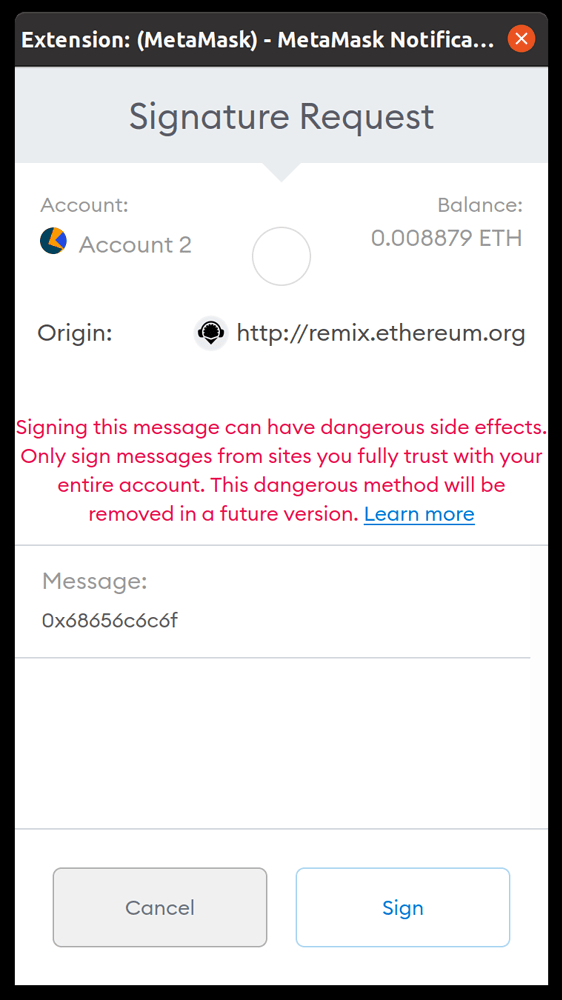 Extension: (MetaMask) - MetaMask Notifica...
Signature Request
Account:
Balance:
Account 2
0.008879 ETH
Origin:
http://remix.ethereum.org
Signing this message can have dangerous side effects.
Only sign messages from sites you fully trust with your
entire account. This dangerous method will be
removed in a future version. Learn more
Message:
0x68656c6c6f
Cancel
Sign